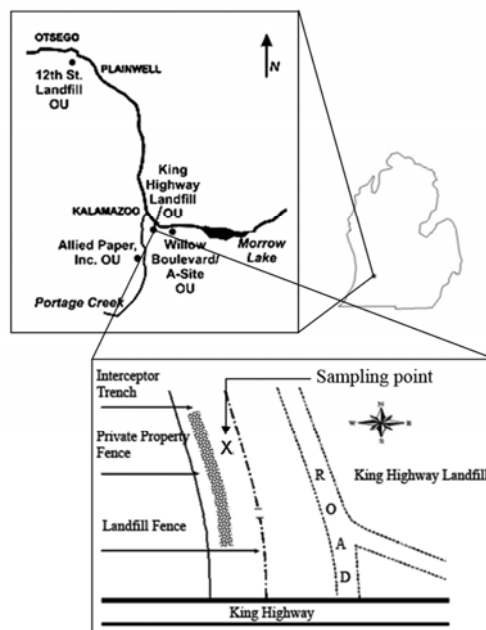 OTSEGO
PLAINWELL
12th St.
Landfill
OU
N
King
Highway
Landfill
OU
KALAMAZOO
Allied Paper,
Inc. OU
Willow
Boulevard/
A-Site
OU
Morrow
Lake
Portage Creek
Interceptor
Trench
Sampling point
Private Property
Fence
X
W
E
King Highway Landfill
R
O
A
D
Landfill Fence
King Highway